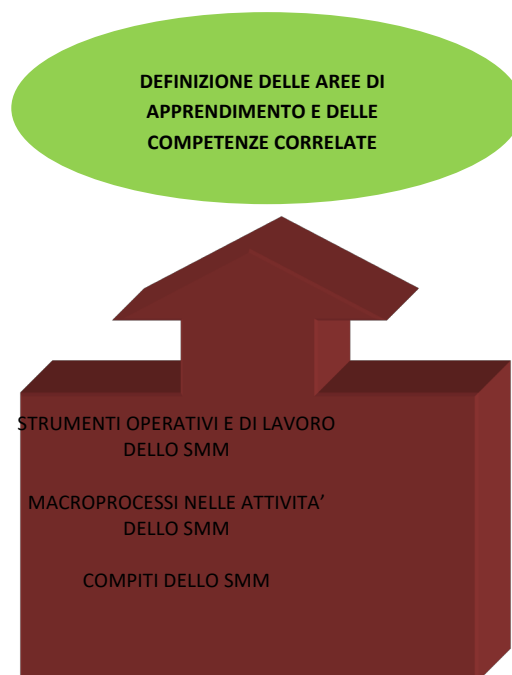 DEFINIZIONE DELLE AREE DI
APPRENDIMENTO E DELLE
COMPETENZE CORRELATE
STRUMENTI OPERATIVI E DI LAVORO
DELLO SMM
MACROPROCESSI NELLE ATTIVITA’
DELLO SMM
COMPITI DELLO SMM